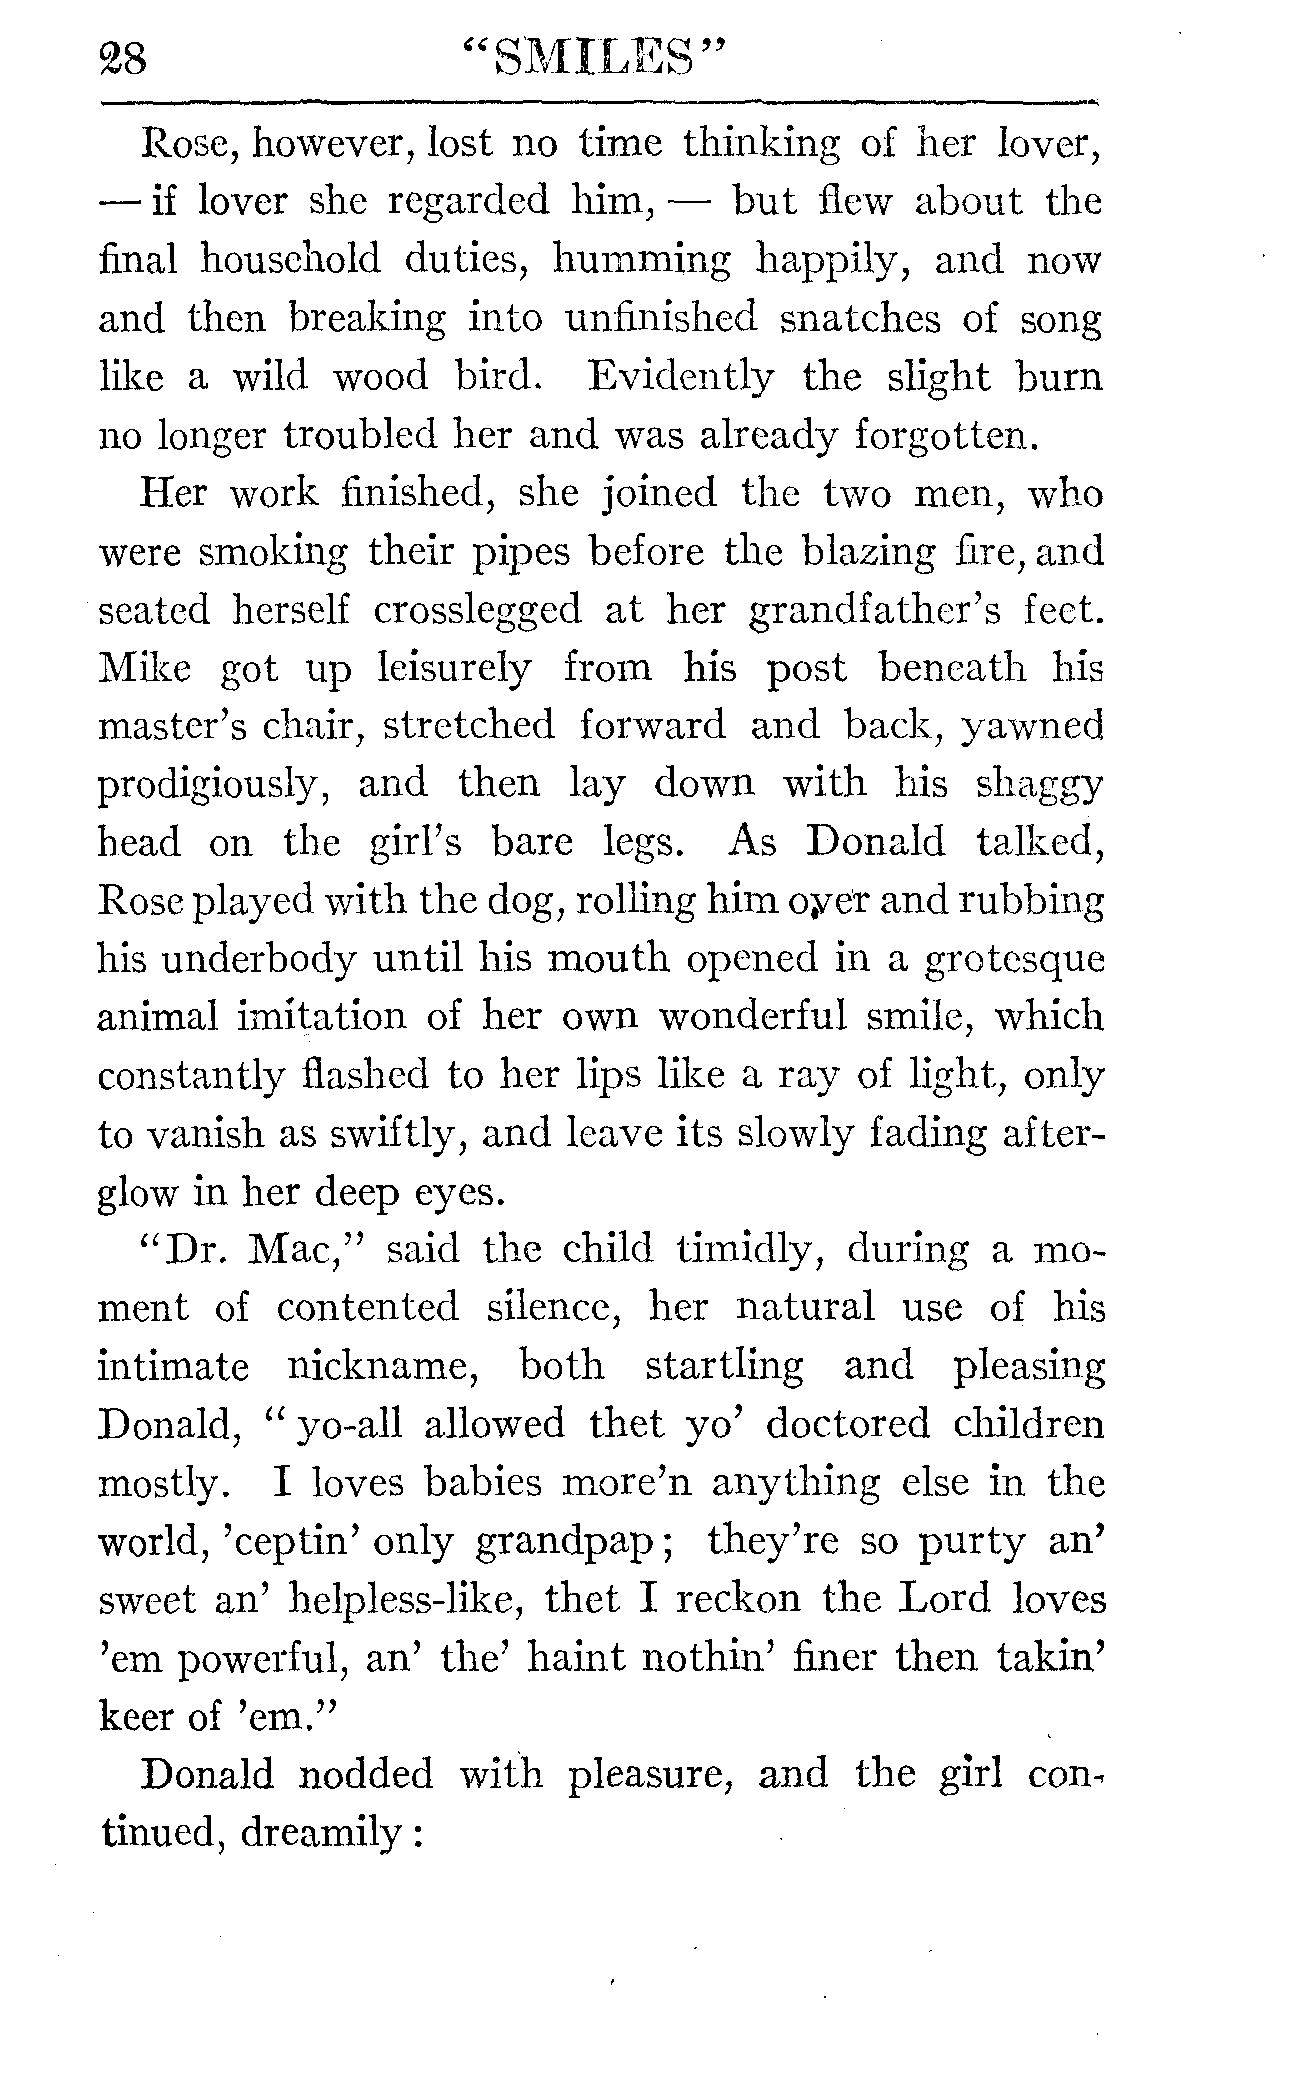 28 "SMILES"
Rose, however, lost no time thinking of her lover,
— if lover she regarded him, — but flew about the
final household duties, humming happily, and now
and then breaking into unfinished snatches of song
like a wild wood bird. Evidently the slight burn
no longer troubled her and was already forgotten.
Her work finished, she joined the two men, who
were smoking their pipes before the blazing fire, and
seated herself crosslegged at her grandfather's feet.
Mike got up leisurely from his post beneath his
master's chair, stretched forward and back, yawned
prodigiously, and then lay down with his shaggy
head on the girl's bare legs. As Donald talked,
Rose played with the dog, rolling him over and rubbing
his underbody until his mouth opened in a grotesque
animal imitation of her own wonderful smile, which
constantly flashed to her lips like a ray of light, only
to vanish as swiftly, and leave its slowly fading after-
glow in her deep eyes.
"Dr. Mac," said the child timidly, during a mo-
ment of contented silence, her natural use of his
intimate nickname, both startling and pleasing
Donald, "yo-all allowed thet yo' doctored children
mostly. I loves babies more'n anything else in the
world, 'ceptin' only grandpap; they're so purty an'
sweet an' helpless-like, thet I reckon the Lord loves
'em powerful, an' the' haint nothin' finer then takin'
keer of 'em."
Donald nodded with pleasure, and the girl con-
tinued, dreamily: